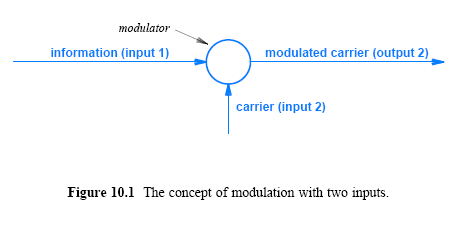 modulator
information (input 1)
modulated carrier (output 2)
carrier (input 2)
Figure 10.1 The concept of modulation with two inputs.